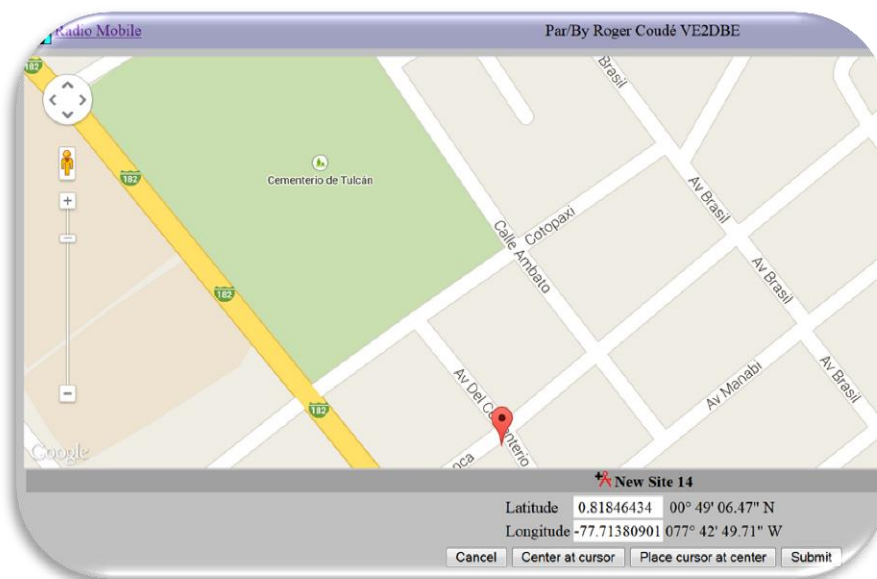 Radio Mobile
Par/By Roger Coudé VE2DBE
182
Brasil
182
Cementerio de Tulcán
Av Brasil
Cotopaxi
Calle Ambato
Av Brasil
182
Av Manabi
Av Brasil
Av Del Cementerio
182
oca
Google
New Site 14
Latitude 0.81846434 00° 49' 06.47" N
Longitude -77.71380901 077° 42' 49.71" W
Cancel Center at cursor Place cursor at center Submit